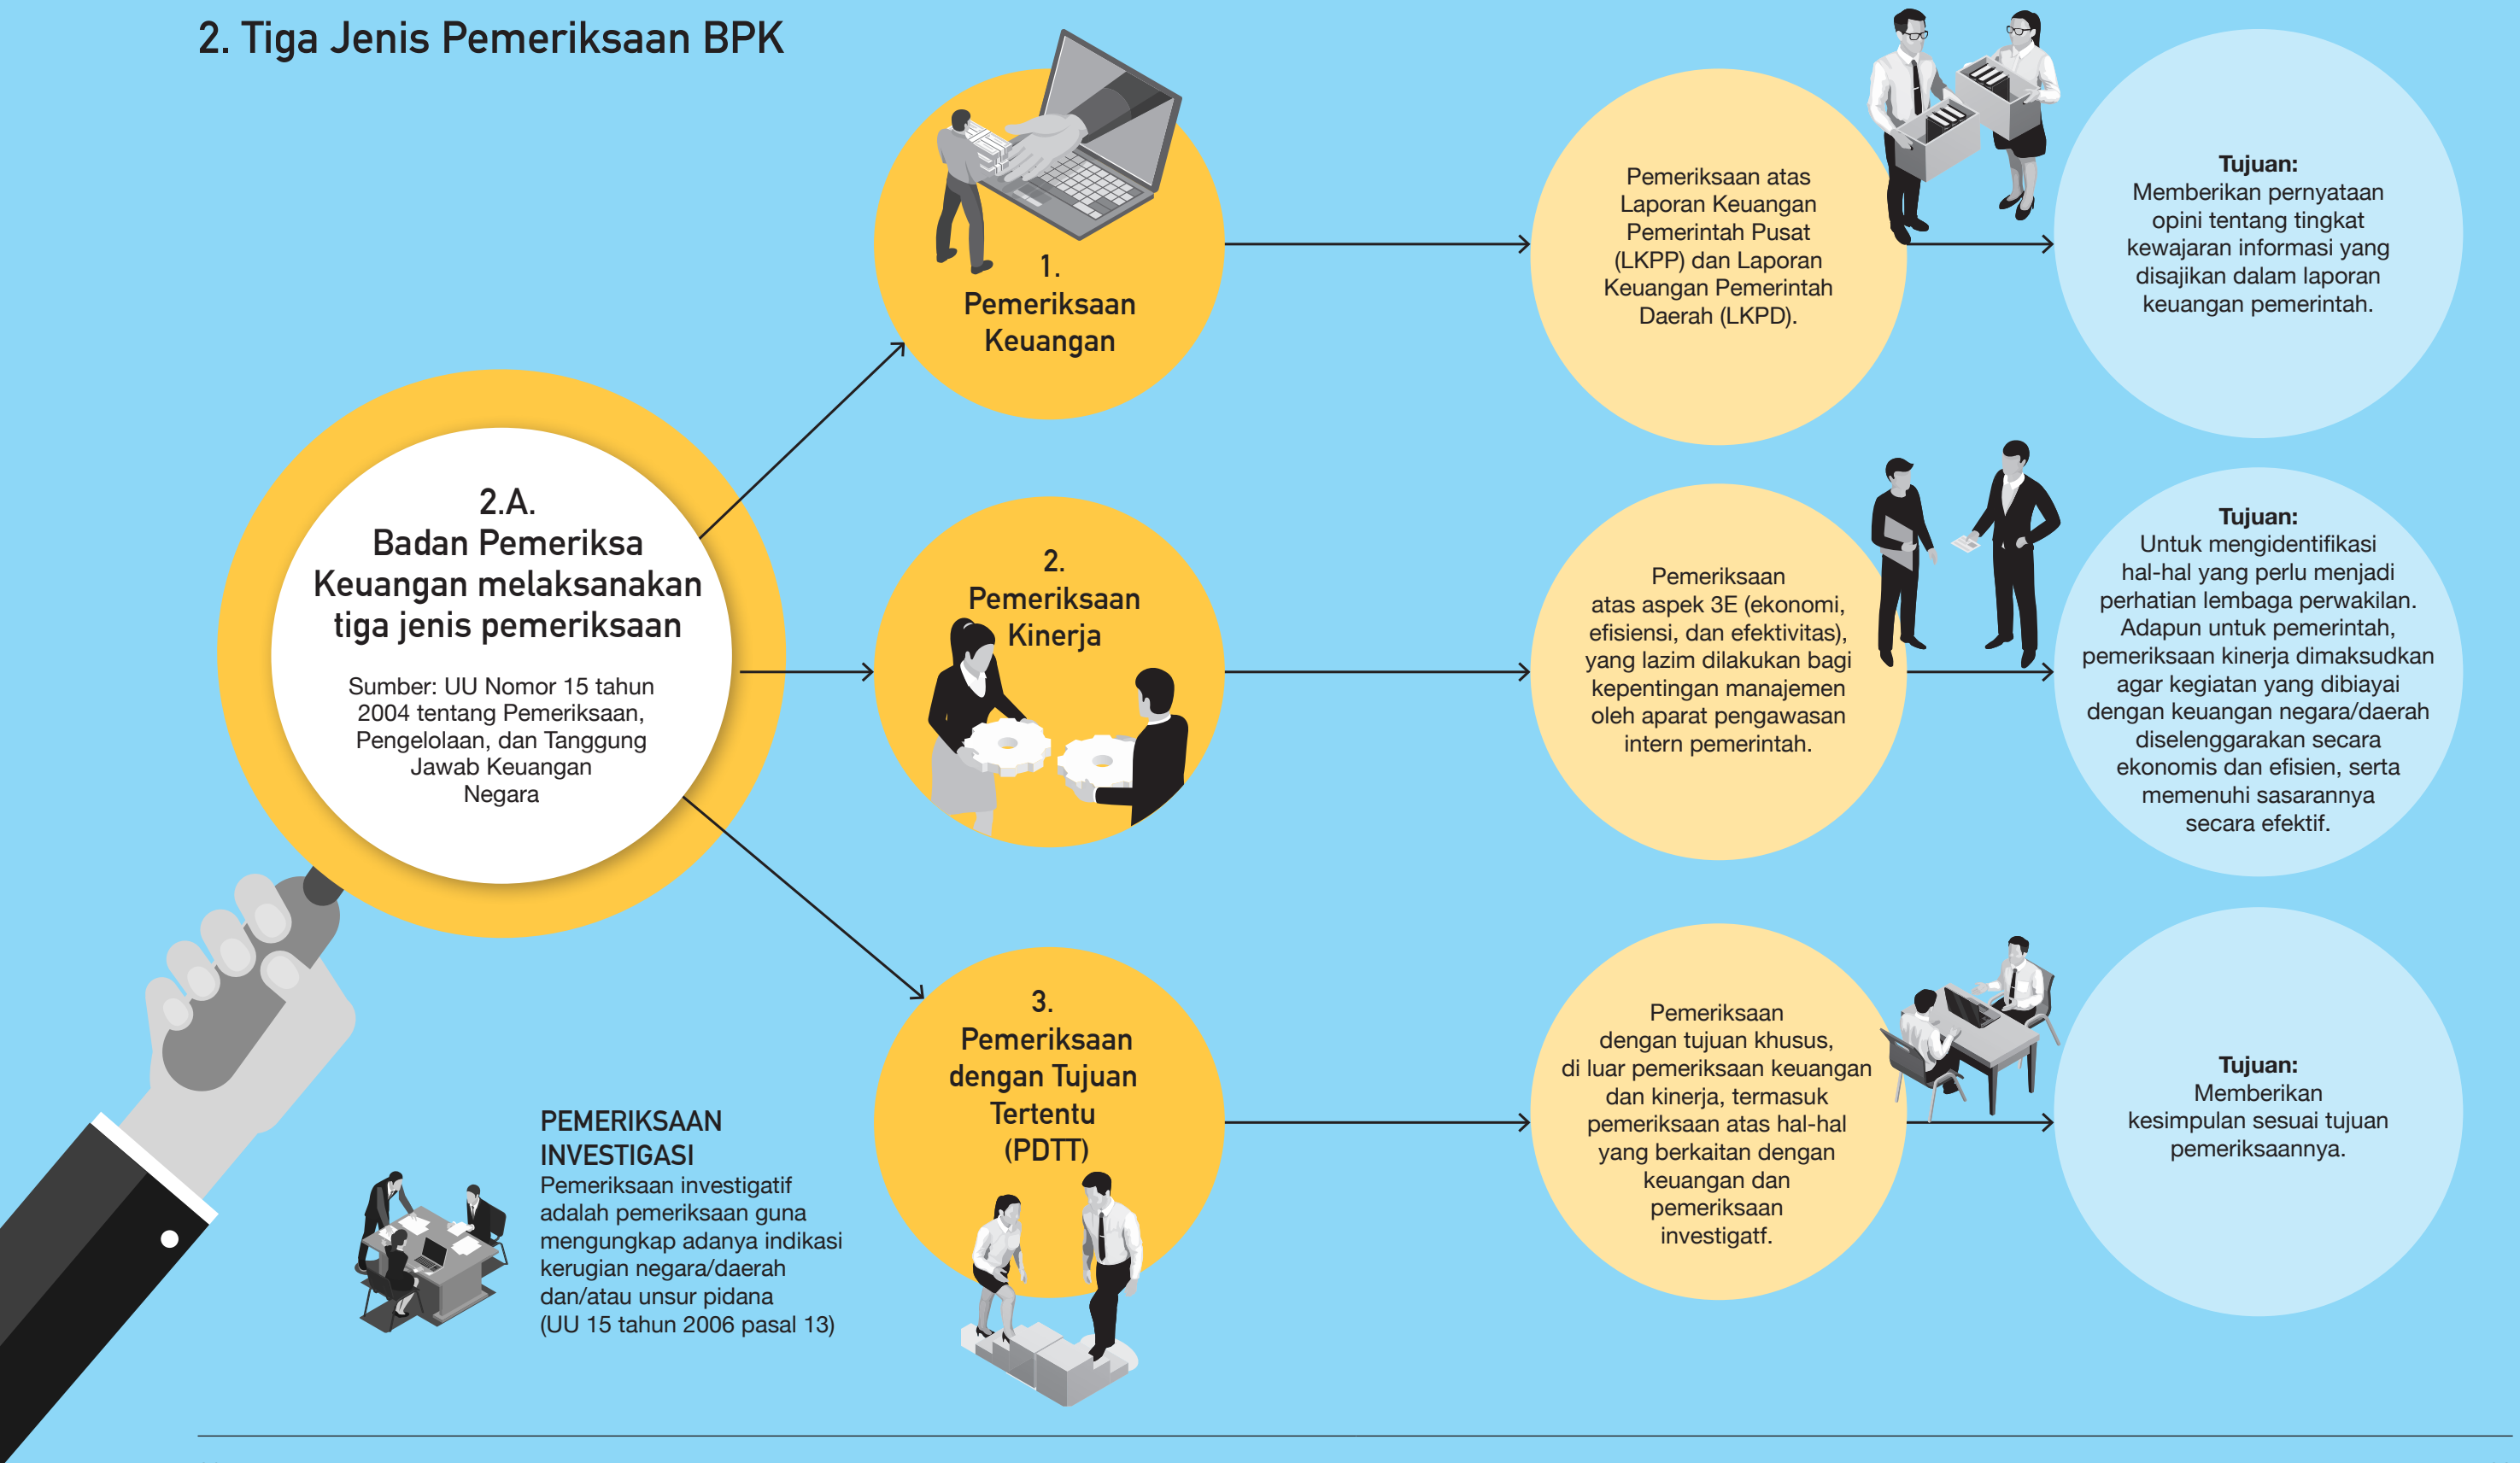 2. Tiga Jenis Pemeriksaan BPK
2.A.
Badan Pemeriksa
Keuangan melaksanakan
tiga jenis pemeriksaan
Sumber: UU Nomor 15 tahun
2004 tentang Pemeriksaan,
Pengelolaan, dan Tanggung
Jawab Keuangan
Negara
1.
Pemeriksaan
Keuangan
Pemeriksaan atas
Laporan Keuangan
Pemerintah Pusat
(LKPP) dan Laporan
Keuangan Pemerintah
Daerah (LKPD).
Tujuan:
Memberikan pernyataan
opini tentang tingkat
kewajaran informasi yang
disajikan dalam laporan
keuangan pemerintah.
2.
Pemeriksaan
Kinerja
Pemeriksaan
atas aspek 3E (ekonomi,
efisiensi, dan efektivitas),
yang lazim dilakukan bagi
kepentingan manajemen
oleh aparat pengawasan
intern pemerintah.
Tujuan:
Untuk mengidentifikasi
hal-hal yang perlu menjadi
perhatian lembaga perwakilan.
Adapun untuk pemerintah,
pemeriksaan kinerja dimaksudkan
agar kegiatan yang dibiayai
dengan keuangan negara/daerah
diselenggarakan secara
ekonomis dan efisien, serta
memenuhi sasarannya
secara efektif.
3.
Pemeriksaan
dengan Tujuan
Tertentu
(PDTT)
Pemeriksaan
dengan tujuan khusus,
di luar pemeriksaan keuangan
dan kinerja, termasuk
pemeriksaan atas hal-hal
yang berkaitan dengan
keuangan dan
pemeriksaan
investigatf.
Tujuan:
Memberikan
kesimpulan sesuai tujuan
pemeriksaannya.
PEMERIKSAAN
INVESTIGASI
Pemeriksaan investigatif
adalah pemeriksaan guna
mengungkap adanya indikasi
kerugian negara/daerah
dan/atau unsur pidana
(UU 15 tahun 2006 pasal 13)